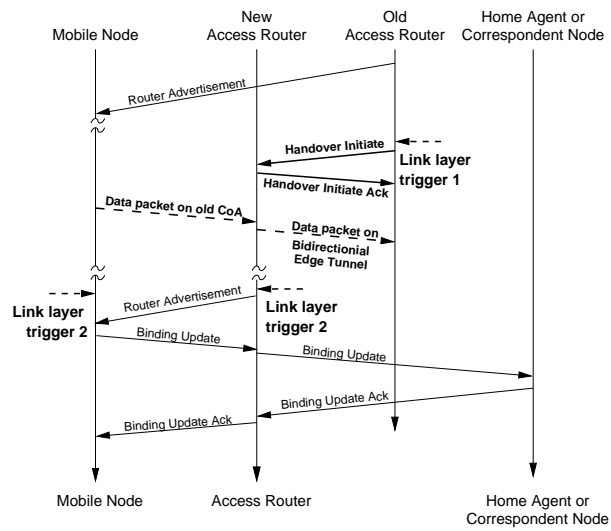 Mobile Node
New
Access Router
Old
Access Router
Home Agent or
Correspondent Node
Router Advertisement
Handover Initiate
Link layer
trigger 1
Handover Initiate Ack
Data packet on old CoA
Data packet on
Bidirectionial
Edge Tunnel
Link layer
trigger 2
Router Advertisement
Link layer
trigger 2
Binding Update
Binding Update
Binding Update Ack
Binding Update Ack
Mobile Node
Access Router
Home Agent or
Correspondent Node